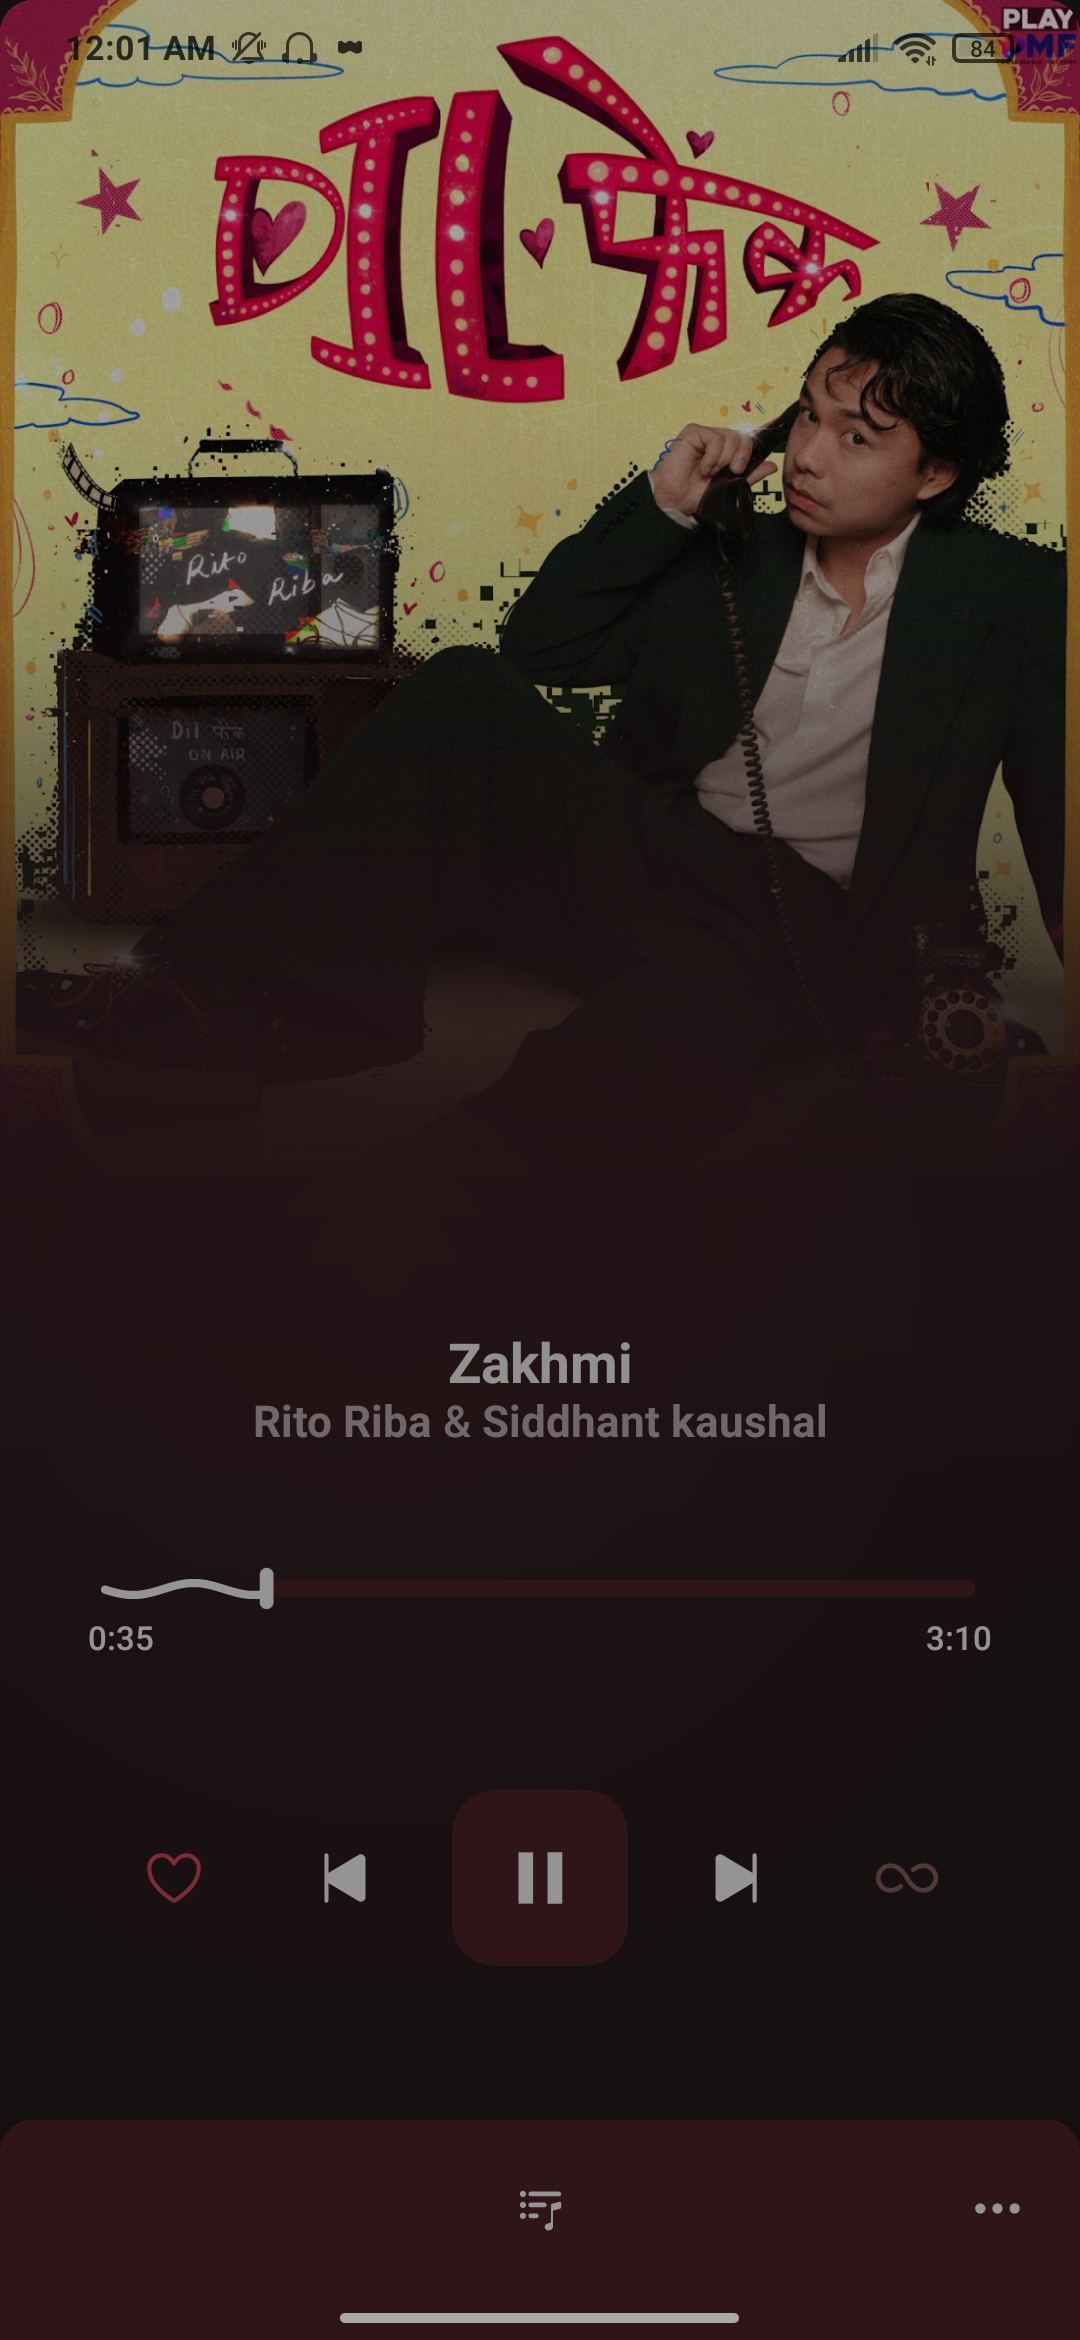 12:01 AM
84
PLAY
DMF
DIL फेंक
Rito
Riba
Dil फेंक
ON AIR
Zakhmi
Rito Riba & Siddhant kaushal
0:35
3:10